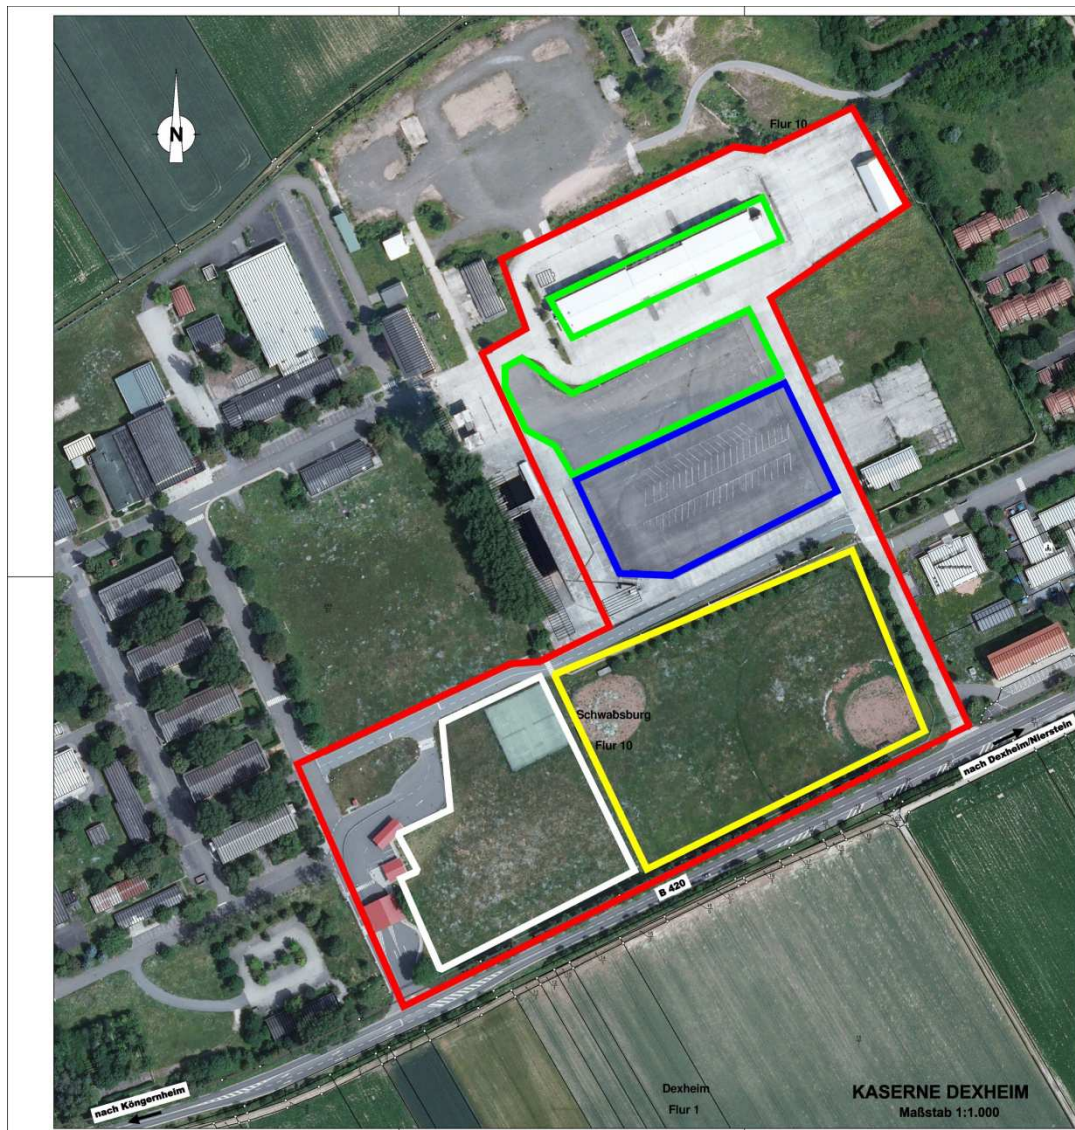 N
Flur 10
Schwabsburg
Flur 10
nach Dexheim/Nierstein
B 420
nach Köngernheim
Dexheim
Flur 1
KASERNE DEXHEIM
Maßstab 1:1.000